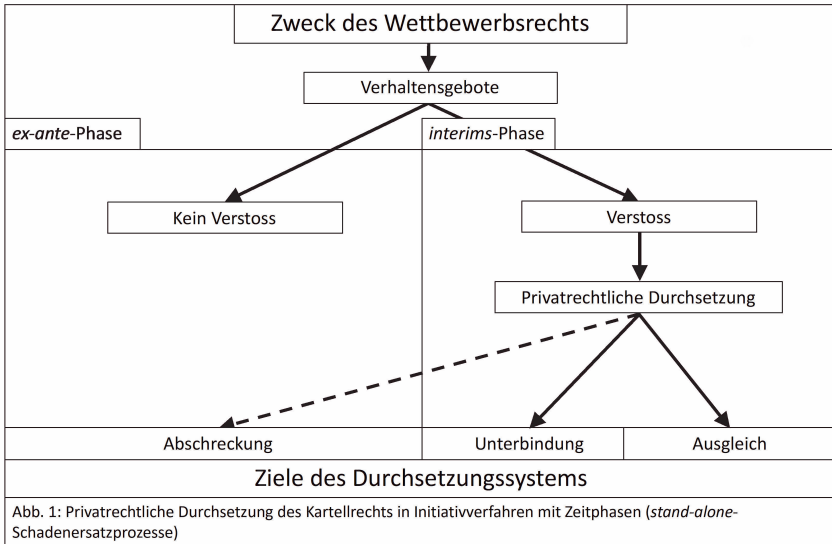 Zweck des Wettbewerbsrechts
Verhaltensgebote
ex-ante-Phase
interims-Phase
Kein Verstoss
Verstoss
Privatrechtliche Durchsetzung
Abschreckung
Unterbindung
Ausgleich
Ziele des Durchsetzungssystems
Abb. 1: Privatrechtliche Durchsetzung des Kartellrechts in Initiativverfahren mit Zeitphasen (stand-alone-
Schadenersatzprozesse)